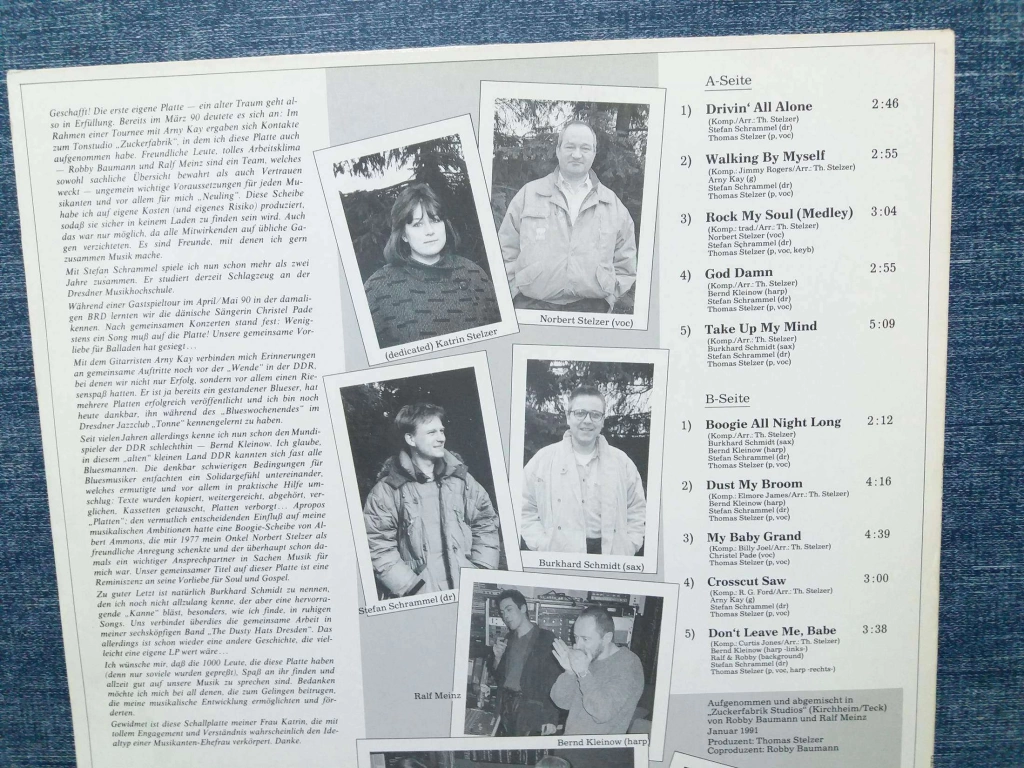 Geschafft! Die erste eigene Platte — ein alter Traum geht al-
so in Erfüllung. Bereits im März 90 deutete es sich an: Im
Rahmen einer Tournee mit Arny Kay ergaben sich Kontakte
zum Tonstudio „Zuckerfabrik“, in dem ich diese Platte auch
aufgenommen habe. Freundliche Leute, tolles Arbeitsklima
— Robby Baumann und Ralf Meinz sind ein Team, welches
sowohl sachliche Übersicht bewahrt als auch Vertrauen
weckt — ungemein wichtige Voraussetzungen für jeden Mu-
sikanten und vor allem für mich „Neuling“. Diese Scheibe
habe ich auf eigene Kosten (und eigenes Risiko) produziert,
sodaß sie sicher in keinem Laden zu finden sein wird. Auch
das war nur möglich, da alle Mitwirkenden auf übliche Ga-
gen verzichteten. Es sind Freunde, mit denen ich gern
zusammen Musik mache.
Mit Stefan Schrammel spiele ich nun schon mehr als zwei
Jahre zusammen. Er studiert derzeit Schlagzeug an der
Dresdner Musikhochschule.
Während einer Gastspieltour im April/Mai 90 in der damali-
gen BRD lernten wir die dänische Sängerin Christel Pade
kennen. Nach gemeinsamen Konzerten stand fest: Wenig-
stens ein Song muß auf die Platte! Unsere gemeinsame Vor-
liebe für Balladen hat gesiegt...
Mit dem Gitarristen Arny Kay verbinden mich Erinnerungen
an gemeinsame Auftritte noch vor der „Wende“ in der DDR,
bei denen wir nicht nur Erfolg, sondern vor allem einen Rie-
senspaß hatten. Er ist ja bereits ein gestandener Blueser, hat
mehrere Platten erfolgreich veröffentlicht und ich bin noch
heute dankbar, ihn während des „Blueswochenendes“ im
Dresdner Jazzclub „Tonne“ kennengelernt zu haben.
Seit vielen Jahren allerdings kenne ich nun schon den Mundi-
spieler der DDR schlechthin — Bernd Kleinow. Ich glaube,
in diesem „alten“ kleinen Land DDR kannten sich fast alle
Bluesmannen. Die denkbar schwierigen Bedingungen für
Bluesmusiker entfachten ein Solidargefühl untereinander,
welches ermutigte und vor allem in praktische Hilfe um-
schlug: Texte wurden kopiert, weitergereicht, abgehört, ver-
glichen, Kassetten getauscht, Platten verborgt... Apropos
„Platten“: den vermutlich entscheidenden Einfluß auf meine
musikalischen Ambitionen hatte eine Boogie-Scheibe von Al-
bert Ammons, die mir 1977 mein Onkel Norbert Stelzer als
freundliche Anregung schenkte und der überhaupt schon da-
mals ein wichtiger Ansprechpartner in Sachen Musik für
mich war. Unser gemeinsamer Titel auf dieser Platte ist eine
Reminiszenz an seine Vorliebe für Soul und Gospel.
Zu guter Letzt ist natürlich Burkhard Schmidt zu nennen,
den ich noch nicht allzulang kenne, der aber eine hervorra-
gende „Kanne“ bläst, besonders, wie ich finde, in ruhigen
Songs. Uns verbindet überdies die gemeinsame Arbeit in
meiner sechsköpfigen Band „The Dusty Hats Dresden“. Das
allerdings ist schon wieder eine andere Geschichte, die viel-
leicht eine eigene LP wert wäre...
Ich wünsche mir, daß die 1000 Leute, die diese Platte haben
(denn nur soviele wurden gepreßt), Spaß an ihr finden und
allzeit gut auf unsere Musik zu sprechen sind. Bedanken
möchte ich mich bei all denen, die zum Gelingen beitrugen,
die meine musikalische Entwicklung ermöglichten und för-
derten.
Gewidmet ist diese Schallplatte meiner Frau Katrin, die mit
tollem Engagement und Verständnis wahrscheinlich den Ide-
altyp einer Musikanten-Ehefrau verkörpert. Danke.
(dedicated) Katrin Stelzer
Norbert Stelzer (voc)
Stefan Schrammel (dr)
Burkhard Schmidt (sax)
Ralf Meinz
Bernd Kleinow (harp)
A-Seite
1) Drivin' All Alone 2:46
(Komp./Arr.: Th. Stelzer)
Stefan Schrammel (dr)
Thomas Stelzer (p, voc)
2) Walking By Myself 2:55
(Komp.: Jimmy Rogers/Arr.: Th. Stelzer)
Arny Kay (g)
Stefan Schrammel (dr)
Thomas Stelzer (p, voc)
3) Rock My Soul (Medley) 3:04
(Komp.: trad./Arr.: Th. Stelzer)
Norbert Stelzer (voc)
Stefan Schrammel (dr)
Thomas Stelzer (p, voc, keyb)
4) God Damn 2:55
(Komp/Arr.: Th. Stelzer)
Bernd Kleinow (harp)
Stefan Schrammel (dr)
Thomas Stelzer (p, voc)
5) Take Up My Mind 5:09
(Komp./Arr.: Th. Stelzer)
Burkhard Schmidt (sax)
Stefan Schrammel (dr)
Thomas Stelzer (p, voc)
B-Seite
1) Boogie All Night Long 2:12
(Komp/Arr.: Th. Stelzer)
Burkhard Schmidt (sax)
Bernd Kleinow (harp)
Stefan Schrammel (dr)
Thomas Stelzer (p, voc)
2) Dust My Broom 4:16
(Komp.: Elmore James/Arr.: Th. Stelzer)
Bernd Kleinow (harp)
Stefan Schrammel (dr)
Thomas Stelzer (p, voc)
3) My Baby Grand 4:39
(Komp.: Billy Joel/Arr.: Th. Stelzer)
Christel Pade (voc)
Thomas Stelzer (p, voc)
4) Crosscut Saw 3:00
(Komp.: R. G. Ford/Arr.: Th. Stelzer)
Arny Kay (g)
Stefan Schrammel (dr)
Thomas Stelzer (p, voc)
5) Don't Leave Me, Babe 3:38
(Komp.: Curtis Jones/Arr.: Th. Stelzer)
Bernd Kleinow (harp -links-)
Ralf & Robby (background)
Stefan Schrammel (dr)
Thomas Stelzer (p, voc, harp -rechts-)
Aufgenommen und abgemischt in
„Zuckerfabrik Studios“ (Kirchheim/Teck)
von Robby Baumann und Ralf Meinz
Januar 1991
Produzent: Thomas Stelzer
Coproduzent: Robby Baumann